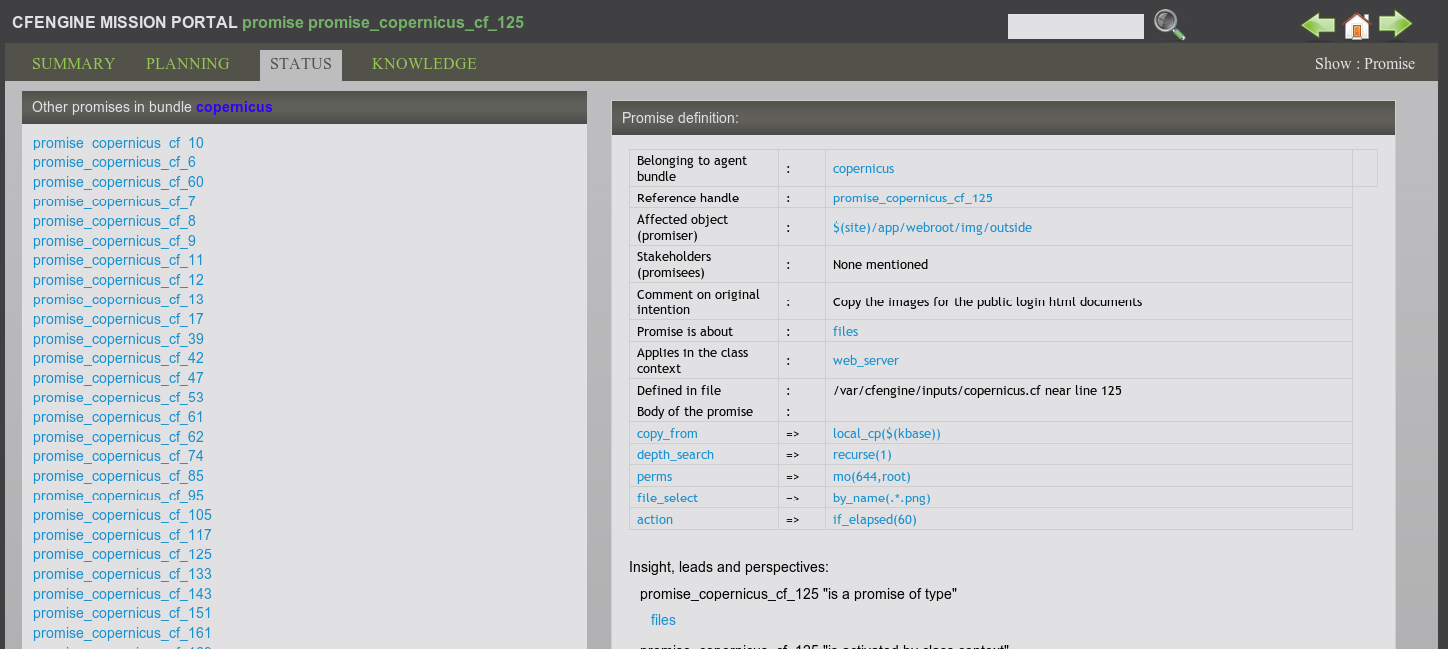 CFENGINE MISSION PORTAL promise promise_copernicus_cf_125
SUMMARY PLANNING STATUS KNOWLEDGE Show : Promise
Other promises in bundle copernicus
promise_copernicus_cf_10
promise_copernicus_cf_6
promise_copernicus_cf_60
promise_copernicus_cf_7
promise_copernicus_cf_8
promise_copernicus_cf_9
promise_copernicus_cf_11
promise_copernicus_cf_12
promise_copernicus_cf_13
promise_copernicus_cf_17
promise_copernicus_cf_39
promise_copernicus_cf_42
promise_copernicus_cf_47
promise_copernicus_cf_53
promise_copernicus_cf_61
promise_copernicus_cf_62
promise_copernicus_cf_74
promise_copernicus_cf_85
promise_copernicus_cf_95
promise_copernicus_cf_105
promise_copernicus_cf_117
promise_copernicus_cf_125
promise_copernicus_cf_133
promise_copernicus_cf_143
promise_copernicus_cf_151
promise_copernicus_cf_161
Promise definition:
Belonging to agent
bundle : copernicus
Reference handle : promise_copernicus_cf_125
Affected object
(promiser) : $(site)/app/webroot/img/outside
Stakeholders
(promisees) : None mentioned
Comment on original
intention : Copy the images for the public login html documents
Promise is about : files
Applies in the class
context : web_server
Defined in file : /var/cfengine/inputs/copernicus.cf near line 125
Body of the promise :
copy_from => local_cp($(kbase))
depth_search => recurse(1)
perms => mo(644,root)
file_select => by_name(.*.png)
action => if_elapsed(60)
Insight, leads and perspectives:
promise_copernicus_cf_125 "is a promise of type"
files
promise_copernicus_cf_125 "is activated by class context"